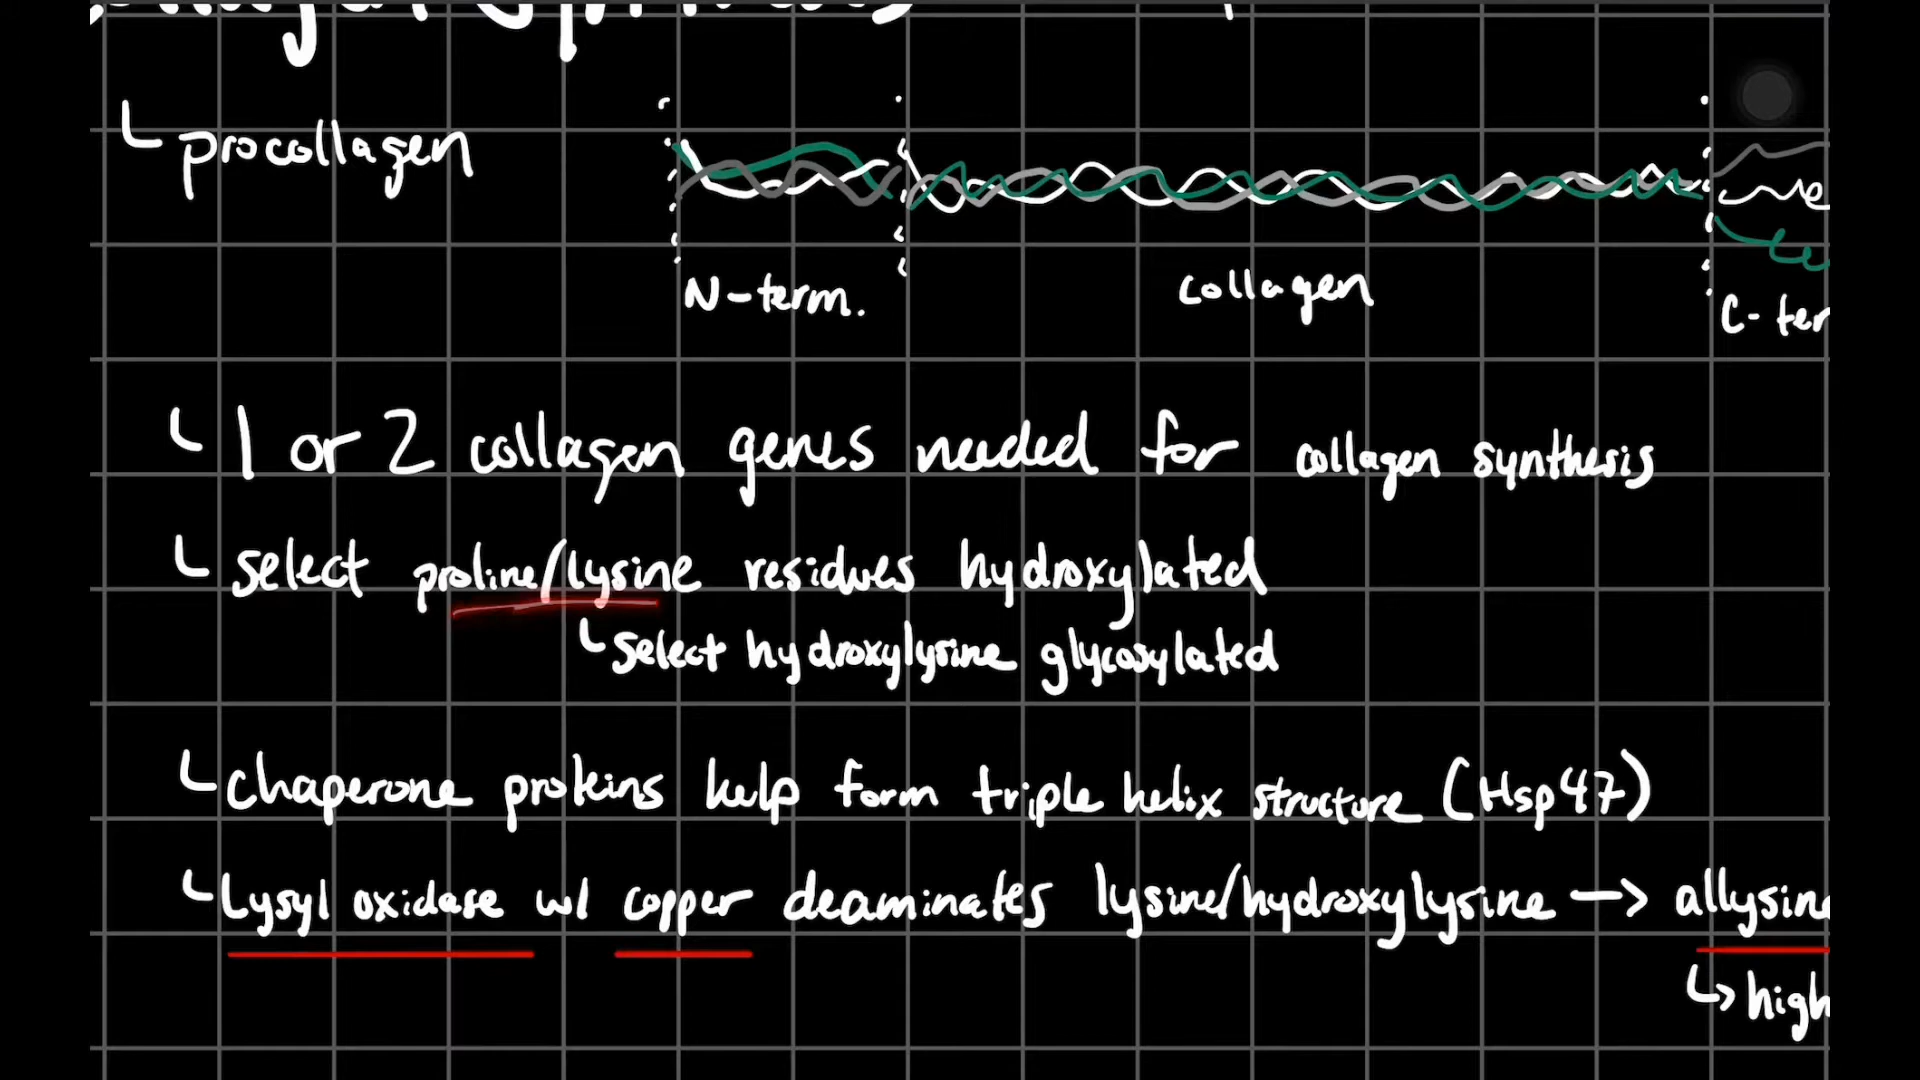 procollagen
N-term.
collagen
C-ter
1 or 2 collagen genes needed for collagen synthesis
select proline/lysine residues hydroxylated
select hydroxylysine glycosylated
chaperone proteins help form triple helix structure (Hsp47)
Lysyl oxidase w/ copper deaminates lysine/hydroxylysine → allysine
↳ high